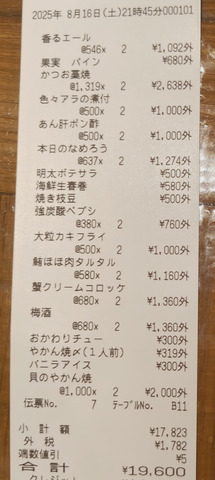 2025年 8月16日(土)21時45分000101
香るエール
@546x 2 ¥1,092外
果実 パイン ¥680外
かつお藁焼
@1,319x 2 ¥2,638外
色々アラの煮付
@500x 2 ¥1,000外
あん肝ポン酢
@500x 2 ¥1,000外
本日のなめろう
@637x 2 ¥1,274外
明太ポテサラ ¥500外
海鮮生春巻 ¥580外
焼き枝豆 ¥500外
強炭酸ペプシ
@380x 2 ¥760外
大粒カキフライ
@500x 2 ¥1,000外
鮪ほほ肉タルタル
@580x 2 ¥1,160外
蟹クリームコロッケ
@680x 2 ¥1,360外
梅酒
@680x 2 ¥1,360外
おかわりチュー ¥300外
やかん焼〆(1人前) ¥319外
バニラアイス ¥300外
貝のやかん焼
@1,000x 2 ¥2,000外
伝票No. 7 テーブルNo. B11
小 計 額 ¥17,823
外 税 ¥1,782
端数値引 ¥5
合 計 ¥19,600
クレジット